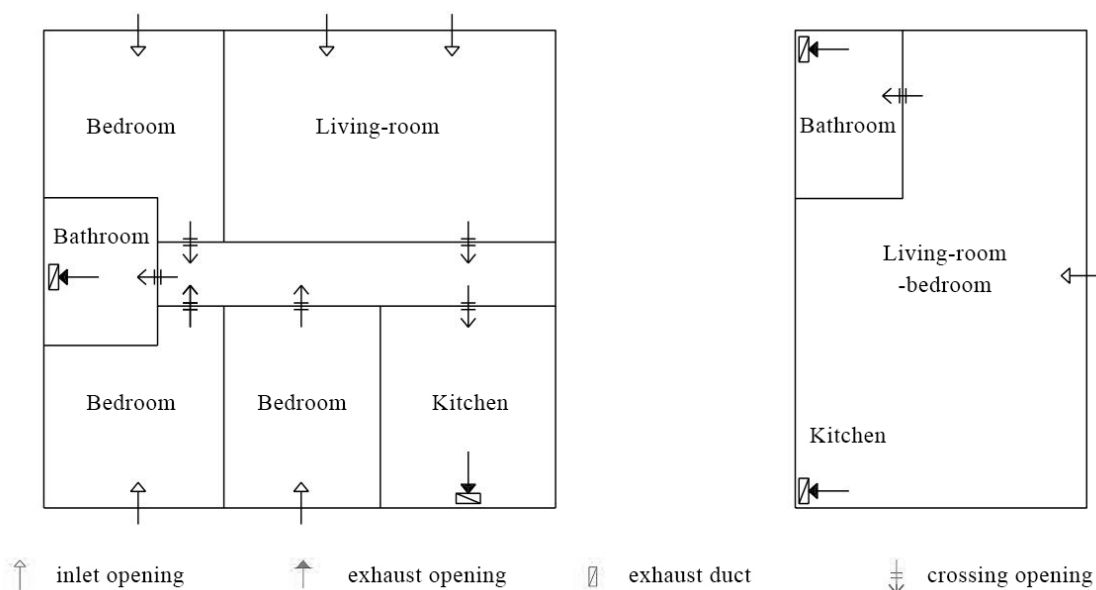 Bedroom
Living-room
Bathroom
Bedroom
Bedroom
Kitchen
Bathroom
Living-room
-bedroom
Kitchen
inlet opening
exhaust opening
exhaust duct
crossing opening